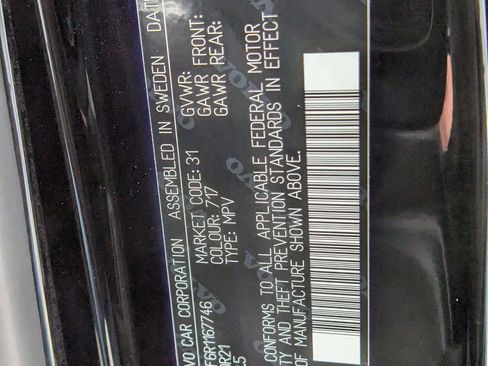 VO CAR CORPORATION ASSEMBLED IN SWEDEN DAT
F6R1167746
R21
.5
MARKET CODE: 31
COLOUR: 717
TYPE: MPV
GVWR:
GAWR FRONT:
GAWR REAR:
CONFORMS TO ALL APPLICABLE FEDERAL MOTOR
TY AND THEFT PREVENTION STANDARDS IN EFFECT
OF MANUFACTURE SHOWN ABOVE.
VOLVO